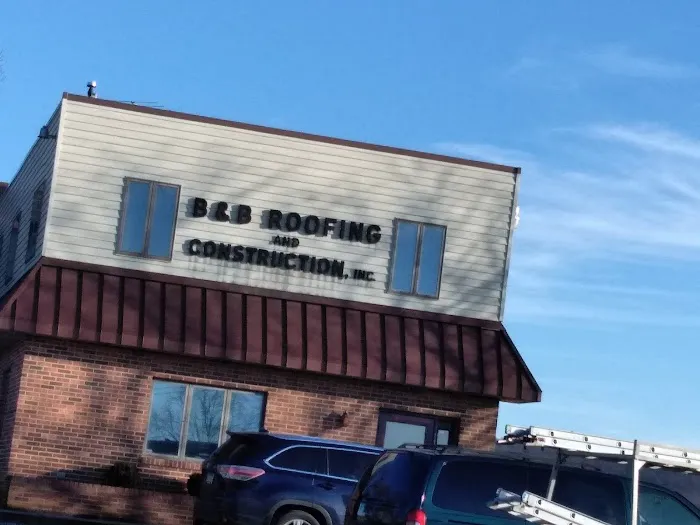 B&B ROOFING
AND
CONSTRUCTION, INC.